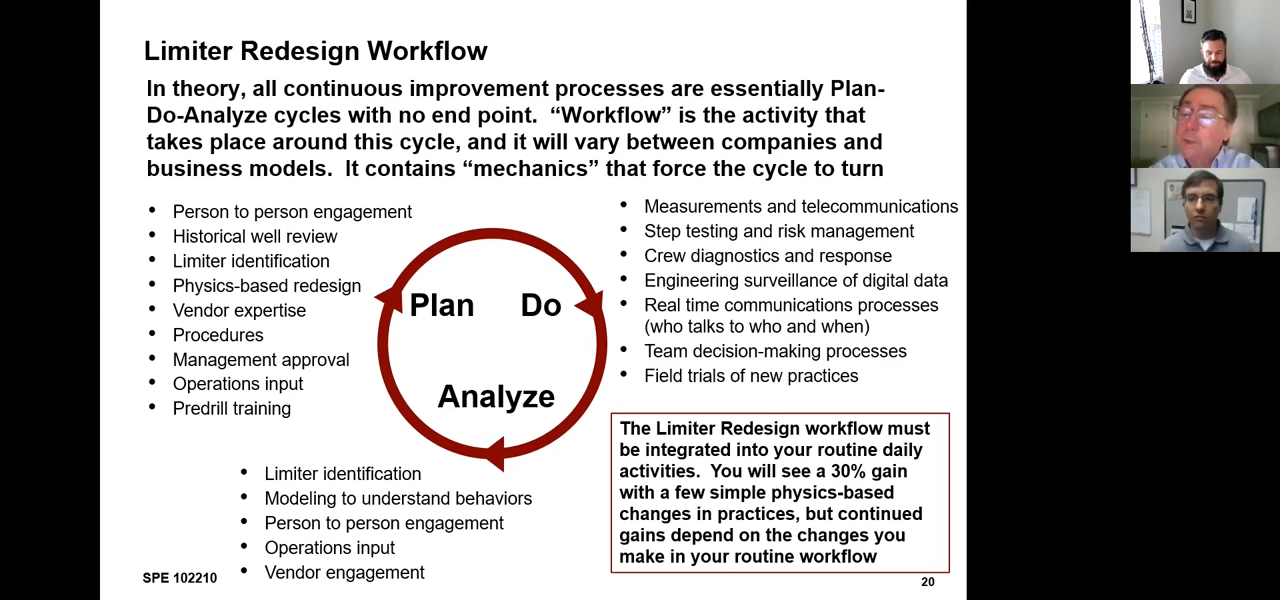 Limiter Redesign Workflow
In theory, all continuous improvement processes are essentially Plan-
Do-Analyze cycles with no end point.  “Workflow” is the activity that
takes place around this cycle, and it will vary between companies and
business models.  It contains “mechanics” that force the cycle to turn
• Person to person engagement
• Historical well review
• Limiter identification
• Physics-based redesign
• Vendor expertise
• Procedures
• Management approval
• Operations input
• Predrill training
Plan
Do
Analyze
• Measurements and telecommunications
• Step testing and risk management
• Crew diagnostics and response
• Engineering surveillance of digital data
• Real time communications processes
(who talks to who and when)
• Team decision-making processes
• Field trials of new practices
• Limiter identification
• Modeling to understand behaviors
• Person to person engagement
• Operations input
• Vendor engagement
The Limiter Redesign workflow must
be integrated into your routine daily
activities.  You will see a 30% gain
with a few simple physics-based
changes in practices, but continued
gains depend on the changes you
make in your routine workflow
SPE 102210
20